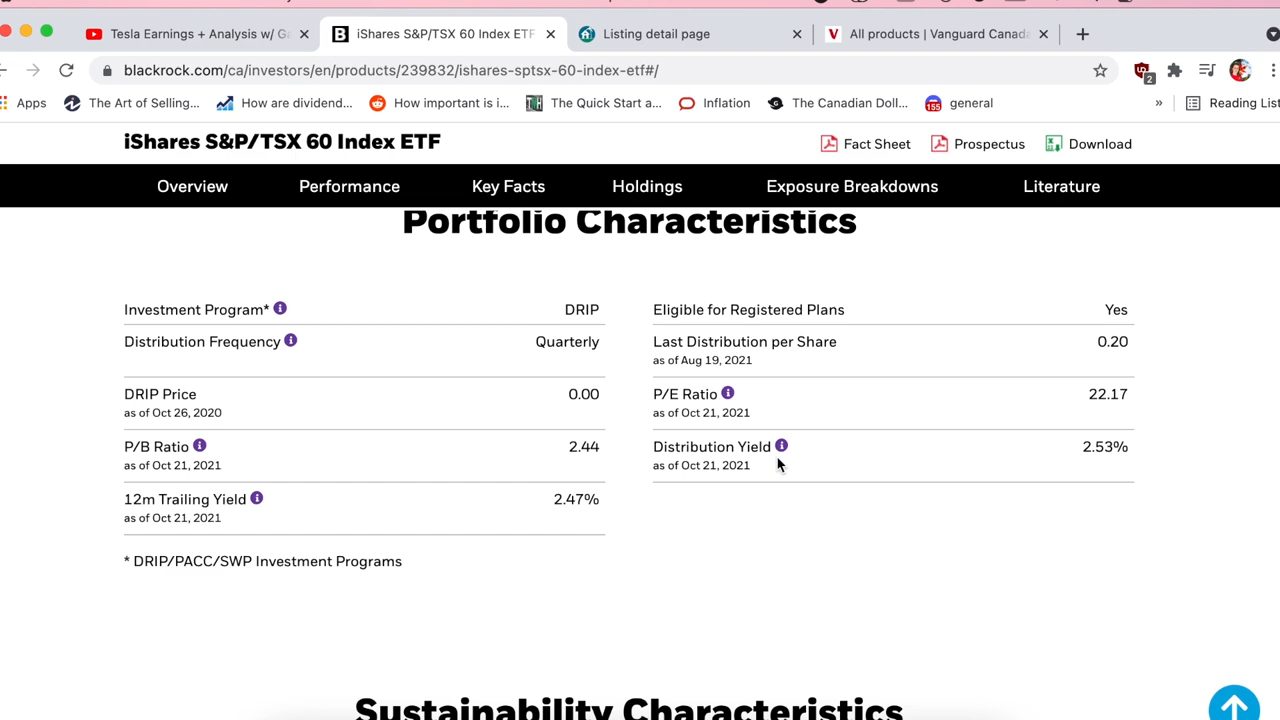 Tesla Earnings + Analysis w/ Ga
iShares S&P/TSX 60 Index ETF
Listing detail page
All products | Vanguard Canada
blackrock.com/ca/investors/en/products/239832/ishares-sptsx-60-index-etf#/
2
Apps
The Art of Selling...
How are dividend...
How important is i...
The Quick Start a...
Inflation
The Canadian Doll...
155
general
»
Reading List
iShares S&P/TSX 60 Index ETF
Fact Sheet
Prospectus
Download
Overview
Performance
Key Facts
Holdings
Exposure Breakdowns
Literature
Portfolio Characteristics
Investment Program* DRIP
Eligible for Registered Plans Yes
Distribution Frequency Quarterly
Last Distribution per Share 0.20
as of Aug 19, 2021
DRIP Price 0.00
as of Oct 26, 2020
P/E Ratio 22.17
as of Oct 21, 2021
P/B Ratio 2.44
as of Oct 21, 2021
Distribution Yield 2.53%
as of Oct 21, 2021
12m Trailing Yield 2.47%
as of Oct 21, 2021
* DRIP/PACC/SWP Investment Programs
Sustainability Characteristics